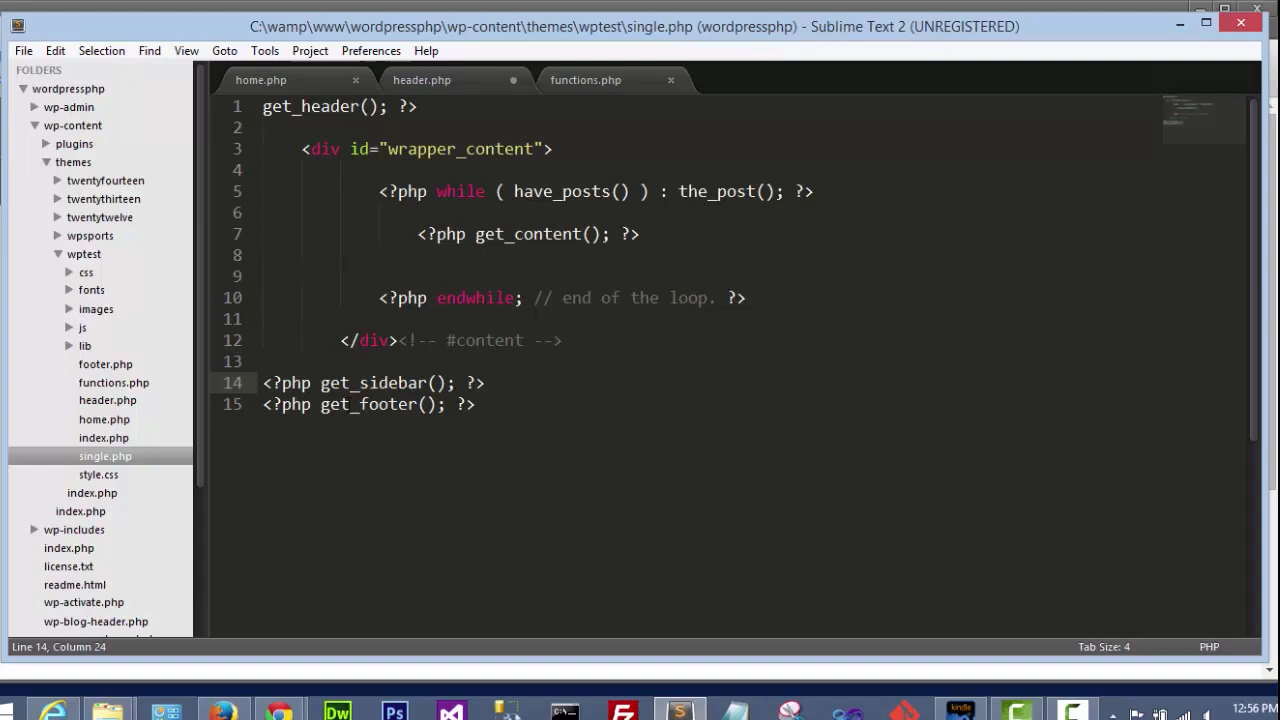 C:\wamp\www\wordpressphp\wp-content\themes\wptest\single.php (wordpressphp) - Sublime Text 2 (UNREGISTERED)
File Edit Selection Find View Goto Tools Project Preferences Help
FOLDERS
wordpressphp
wp-admin
wp-content
plugins
themes
twentyfourteen
twentythirteen
twentytwelve
wpsports
wptest
css
fonts
images
js
lib
footer.php
functions.php
header.php
home.php
index.php
single.php
style.css
index.php
index.php
wp-includes
index.php
license.txt
readme.html
wp-activate.php
wp-blog-header.php
home.php header.php functions.php
1 get_header(); ?>
2
3 <div id="wrapper_content">
4
5 <?php while ( have_posts() ) : the_post(); ?>
6
7 <?php get_content(); ?>
8
9
10 <?php endwhile; // end of the loop. ?>
11
12 </div><!-- #content -->
13
14 <?php get_sidebar(); ?>
15 <?php get_footer(); ?>
Line 14, Column 24 Tab Size: 4 PHP
Dw Ps kindle 12:56 PM